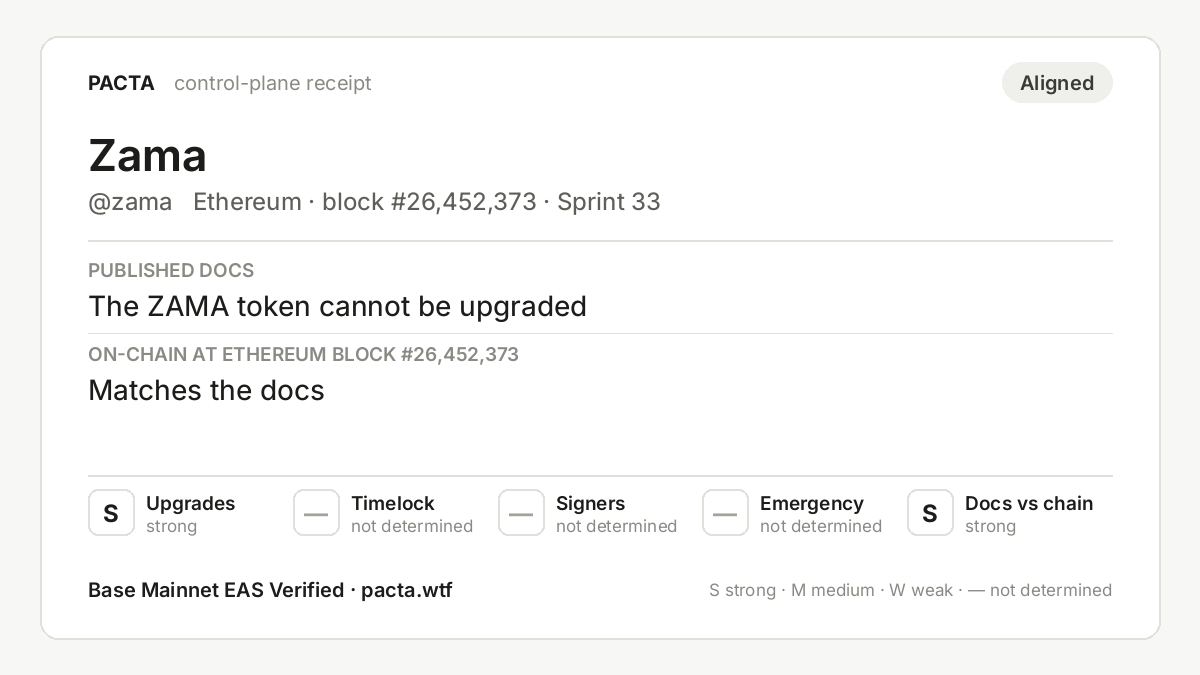 PACTA control-plane receipt Aligned
Zama
@zama Ethereum · block #26,452,373 · Sprint 33
PUBLISHED DOCS
The ZAMA token cannot be upgraded
ON-CHAIN AT ETHEREUM BLOCK #26,452,373
Matches the docs
S Upgrades — Timelock — Signers — Emergency S Docs vs chain
strong not determined not determined not determined strong
Base Mainnet EAS Verified · pacta.wtf S strong · M medium · W weak · — not determined